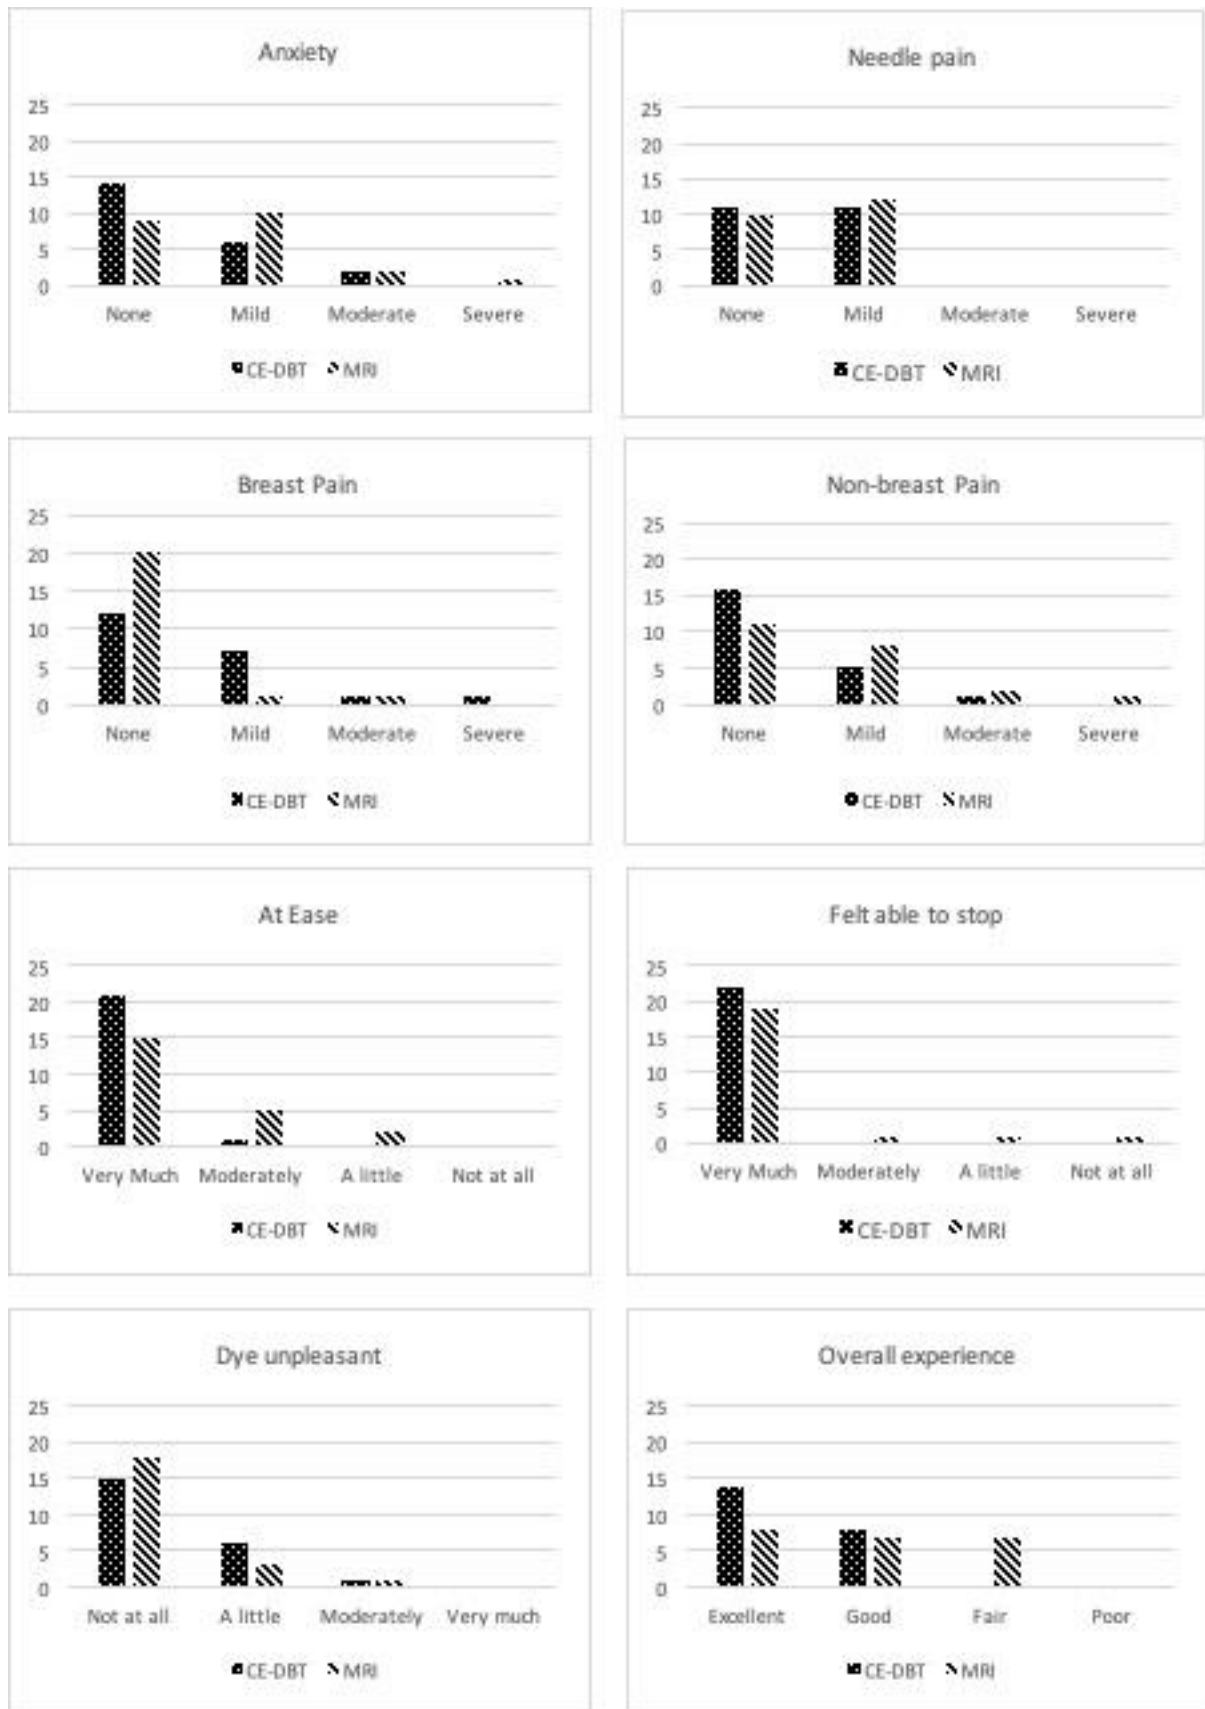 Anxiety
25
20
15
10
5
0
None Mild Moderate Severe
CE-DBT MRI
Needle pain
25
20
15
10
5
0
None Mild Moderate Severe
CE-DBT MRI
Breast Pain
25
20
15
10
5
0
None Mild Moderate Severe
CE-DBT MRI
Non-breast Pain
25
20
15
10
5
0
None Mild Moderate Severe
CE-DBT MRI
At Ease
25
20
15
10
5
0
Very Much Moderately A little Not at all
CE-DBT MRI
Felt able to stop
25
20
15
10
5
0
Very Much Moderately A little Not at all
CE-DBT MRI
Dye unpleasant
25
20
15
10
5
0
Not at all A little Moderately Very much
CE-DBT MRI
Overall experience
25
20
15
10
5
0
Excellent Good Fair Poor
CE-DBT MRI